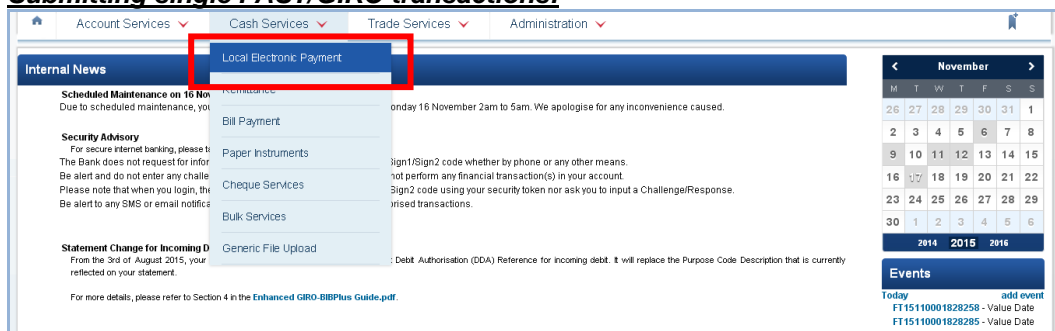 Submitting single FAST/GIRO transactions:
Account Services Cash Services Trade Services Administration
Local Electronic Payment
Remittance
Bill Payment
Paper Instruments
Cheque Services
Bulk Services
Generic File Upload
Internal News
Scheduled Maintenance on 16 Nov
Due to scheduled maintenance, you onday 16 November 2am to 5am. We apologise for any inconvenience caused.
Security Advisory
For secure internet banking, please ta
The Bank does not request for infor Sign1/Sign2 code whether by phone or any other means.
Be alert and do not enter any challe not perform any financial transaction(s) in your account.
Please note that when you login, the Sign2 code using your security token nor ask you to input a Challenge/Response.
Be alert to any SMS or email notifica orised transactions.
Statement Change for Incoming D
From the 3rd of August 2015, your Debit Authorisation (DDA) Reference for incoming debit. It will replace the Purpose Code Description that is currently
reflected on your statement.
For more details, please refer to Section 4 in the Enhanced GIRO-BIBPlus Guide.pdf.
< November >
M T W T F S S
26 27 28 29 30 31 1
2 3 4 5 6 7 8
9 10 11 12 13 14 15
16 17 18 19 20 21 22
23 24 25 26 27 28 29
30 1 2 3 4 5 6
2014 2015 2016
Events
Today add event
FT15110001828258 - Value Date
FT15110001828285 - Value Date